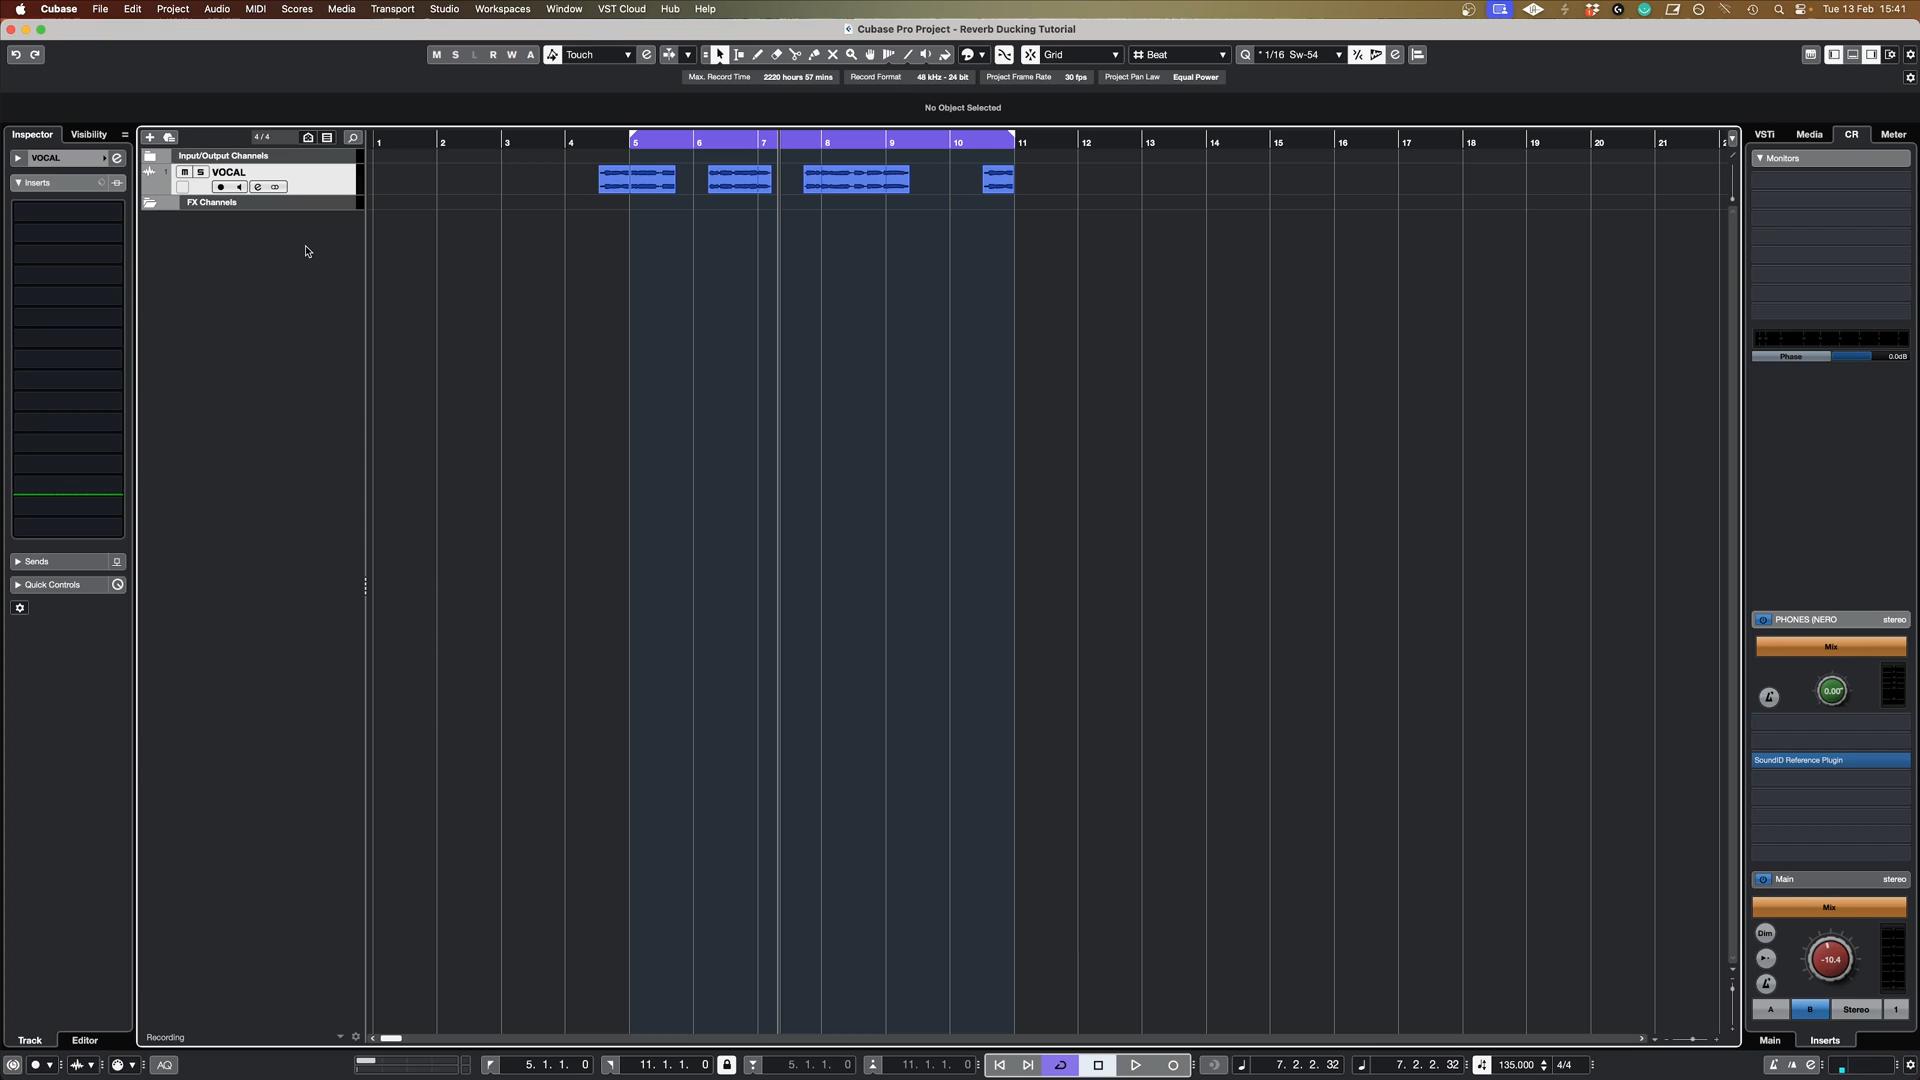 Cubase File Edit Project Audio MIDI Scores Media Transport Studio Workspaces Window VST Cloud Hub Help
Tue 13 Feb 15:41
Cubase Pro Project - Reverb Ducking Tutorial
M S L R W A Touch Grid Beat 1/16 Sw-54
Max. Record Time 2220 hours 57 mins Record Format 48 kHz - 24 bit Project Frame Rate 30 fps Project Pan Law Equal Power
No Object Selected
Inspector Visibility
4 / 4
1 2 3 4 5 6 7 8 9 10 11 12 13 14 15 16 17 18 19 20 21
VSTi Media CR Meter
VOCAL
Input/Output Channels
Monitors
1 m S VOCAL
Inserts
FX Channels
Phase 0.0dB
Sends
Quick Controls
PHONES (NERO stereo
Mix
0.00
SoundID Reference Plugin
Main stereo
Mix
Dim
-10.4
A B Stereo 1
Recording
Track Editor
Main Inserts
AQ
5. 1. 1. 0 11. 1. 1. 0 5. 1. 1. 0 11. 1. 1. 0 7. 2. 2. 32 7. 2. 2. 32 135.000 4/4